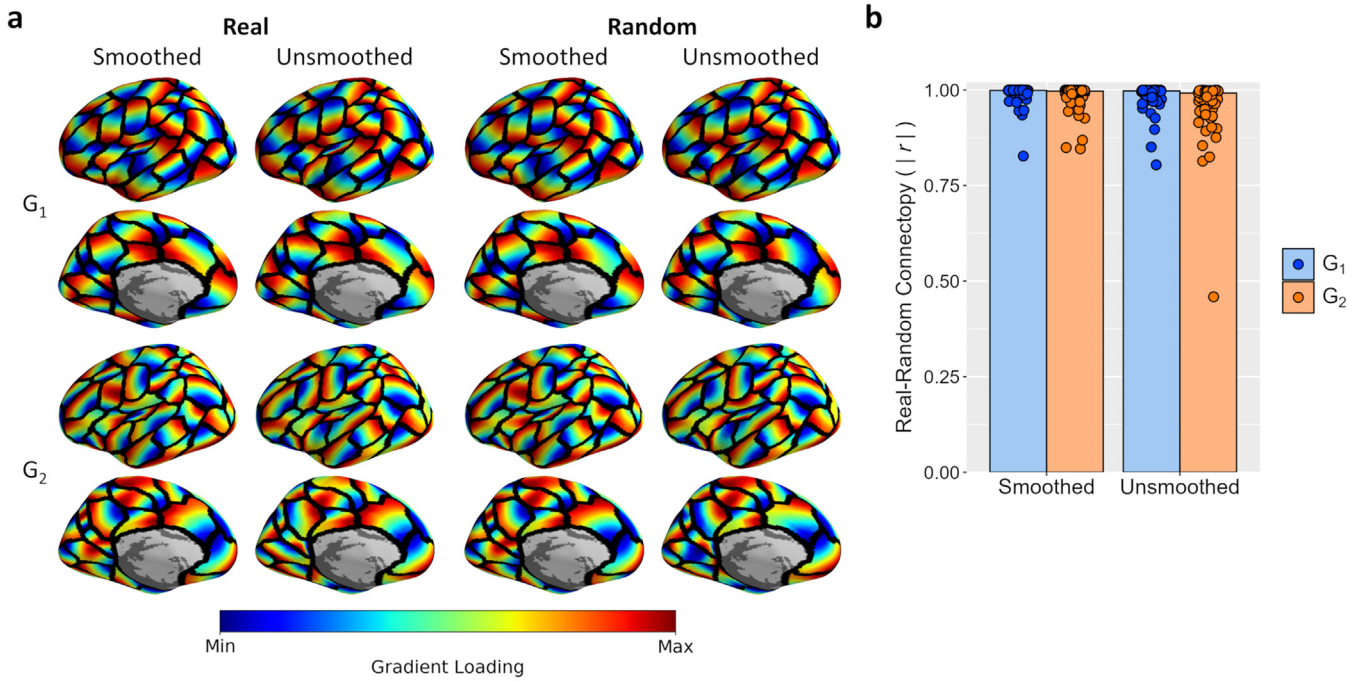 a
Real
Random
Smoothed
Unsmoothed
Smoothed
Unsmoothed
G1
G2
Min
Max
Gradient Loading
b
Real-Random Connectopy ( | r | )
1.00
0.75
0.50
0.25
0.00
Smoothed
Unsmoothed
G1
G2